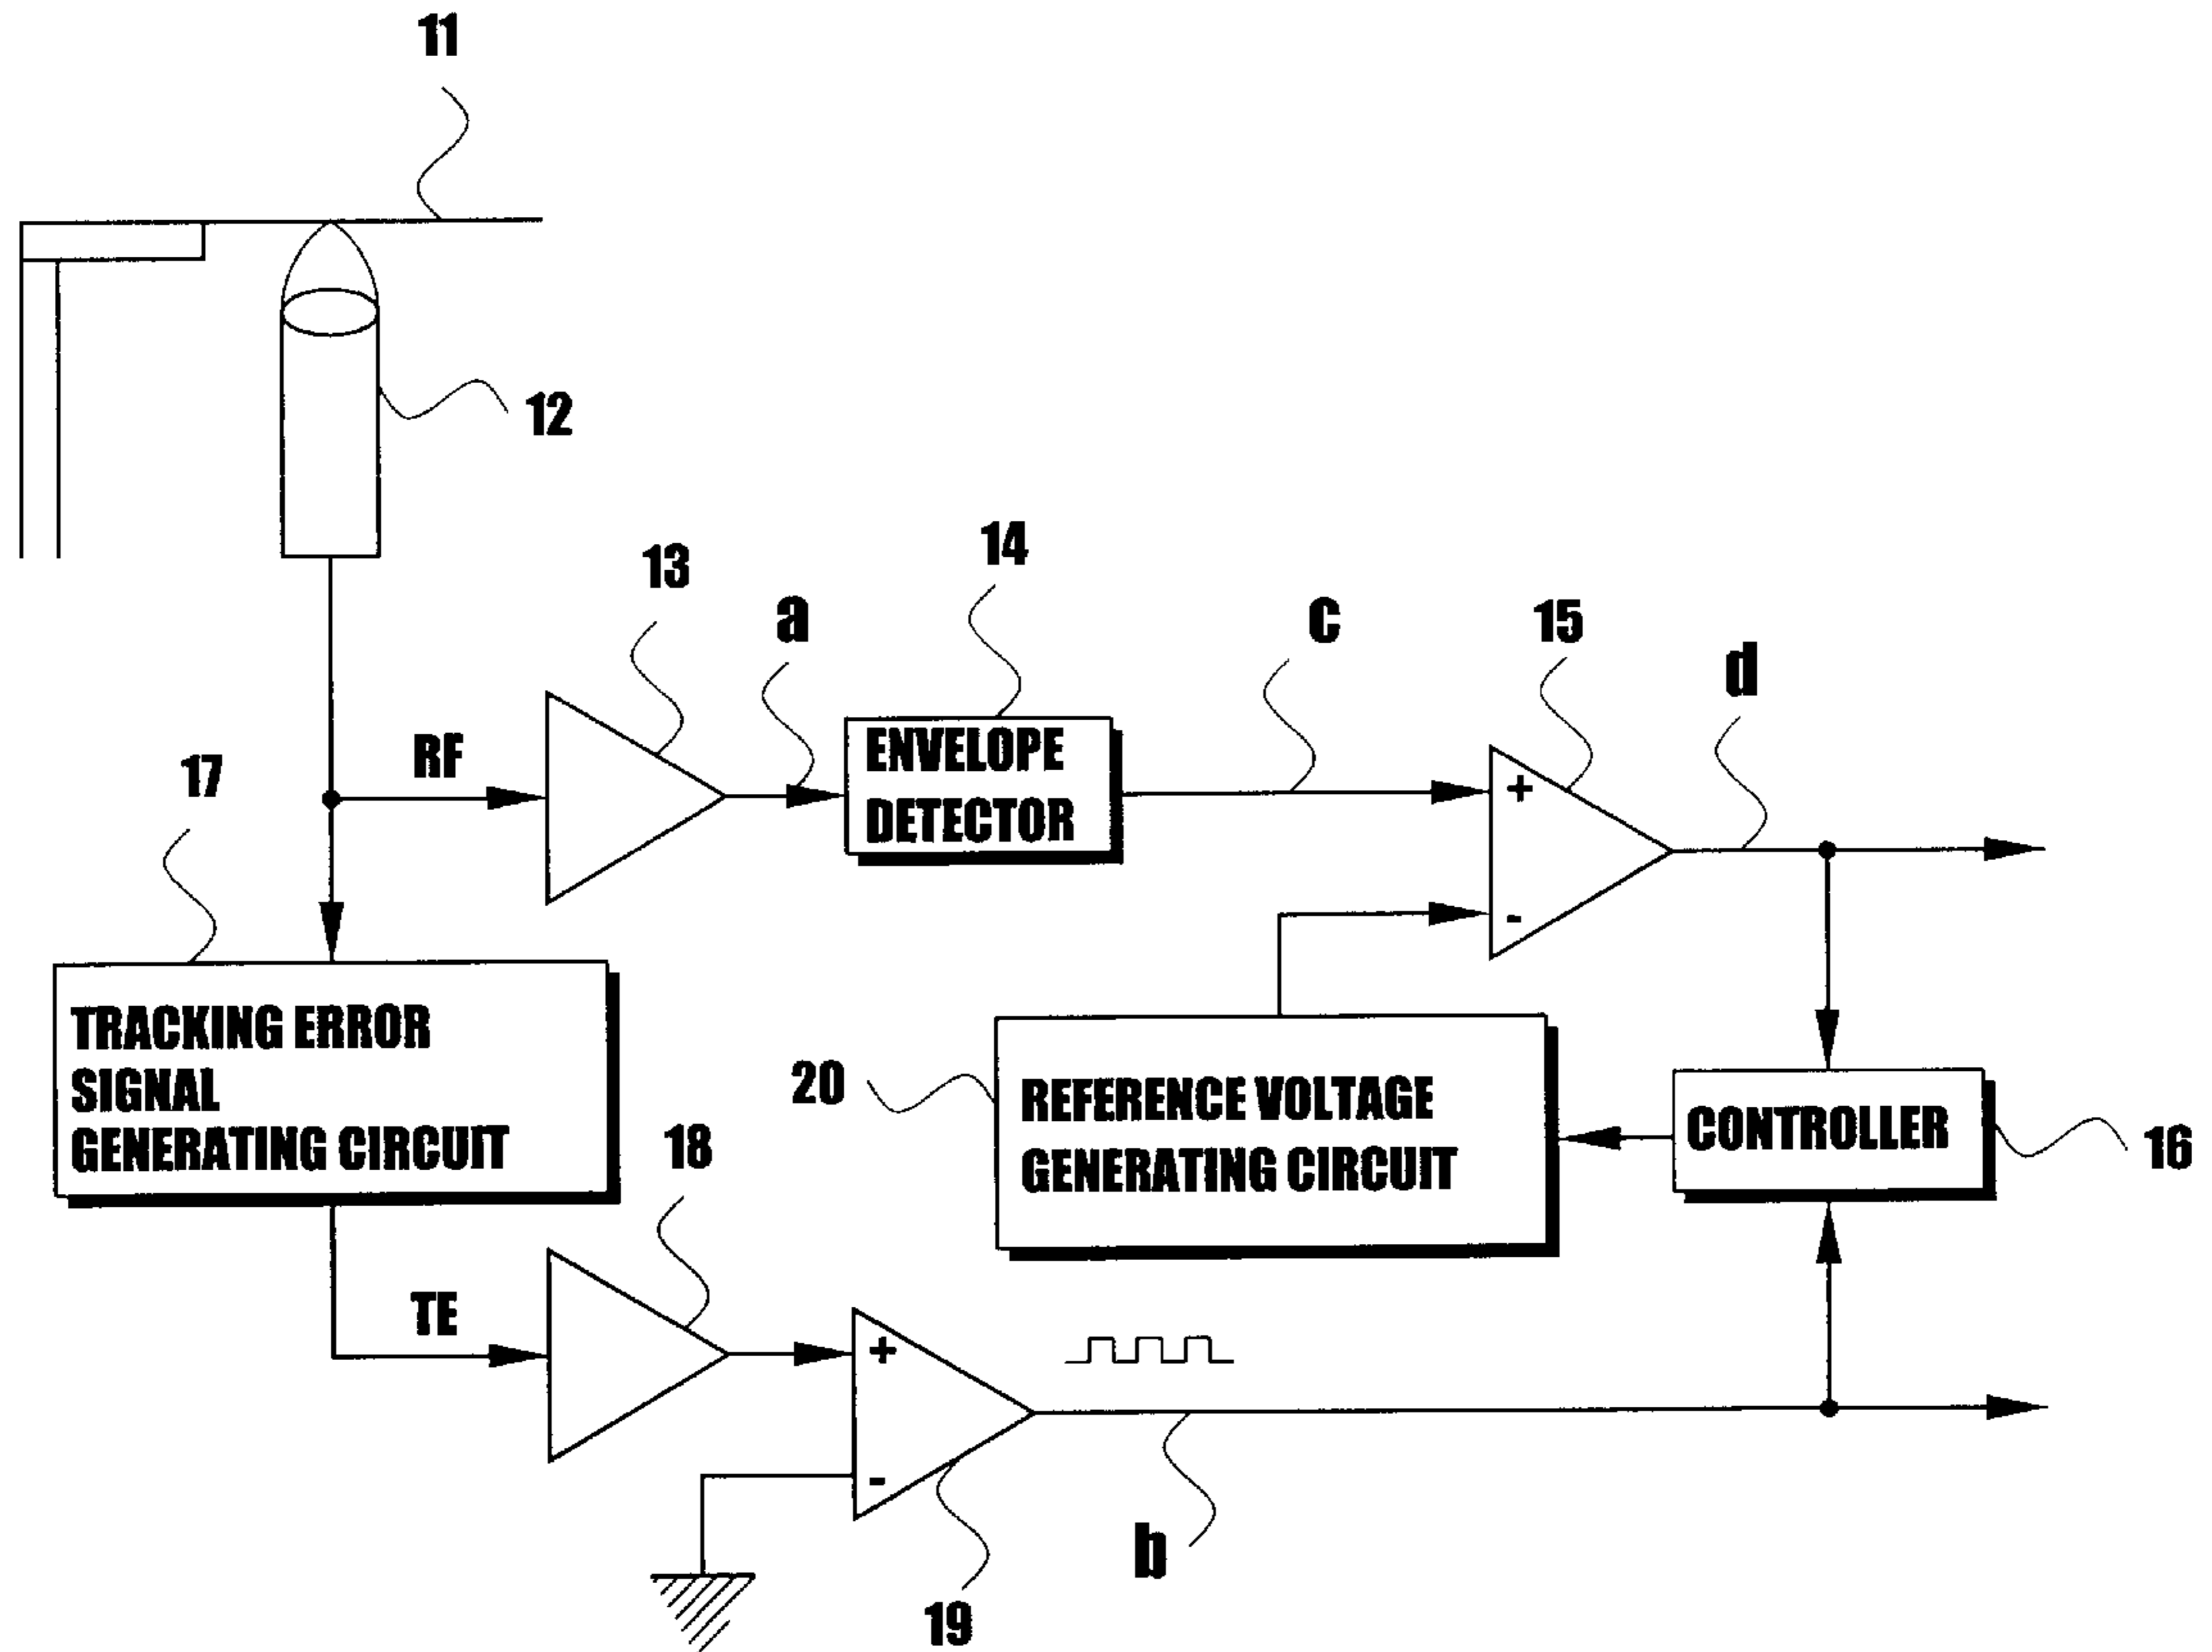 11
12
13
14
a
c
15
d
RF
17
ENVELOPE
DETECTOR
+
-
TRACKING ERROR
SIGNAL
GENERATING CIRCUIT
20
REFERENCE VOLTAGE
GENERATING CIRCUIT
CONTROLLER
16
18
TE
+
-
b
19